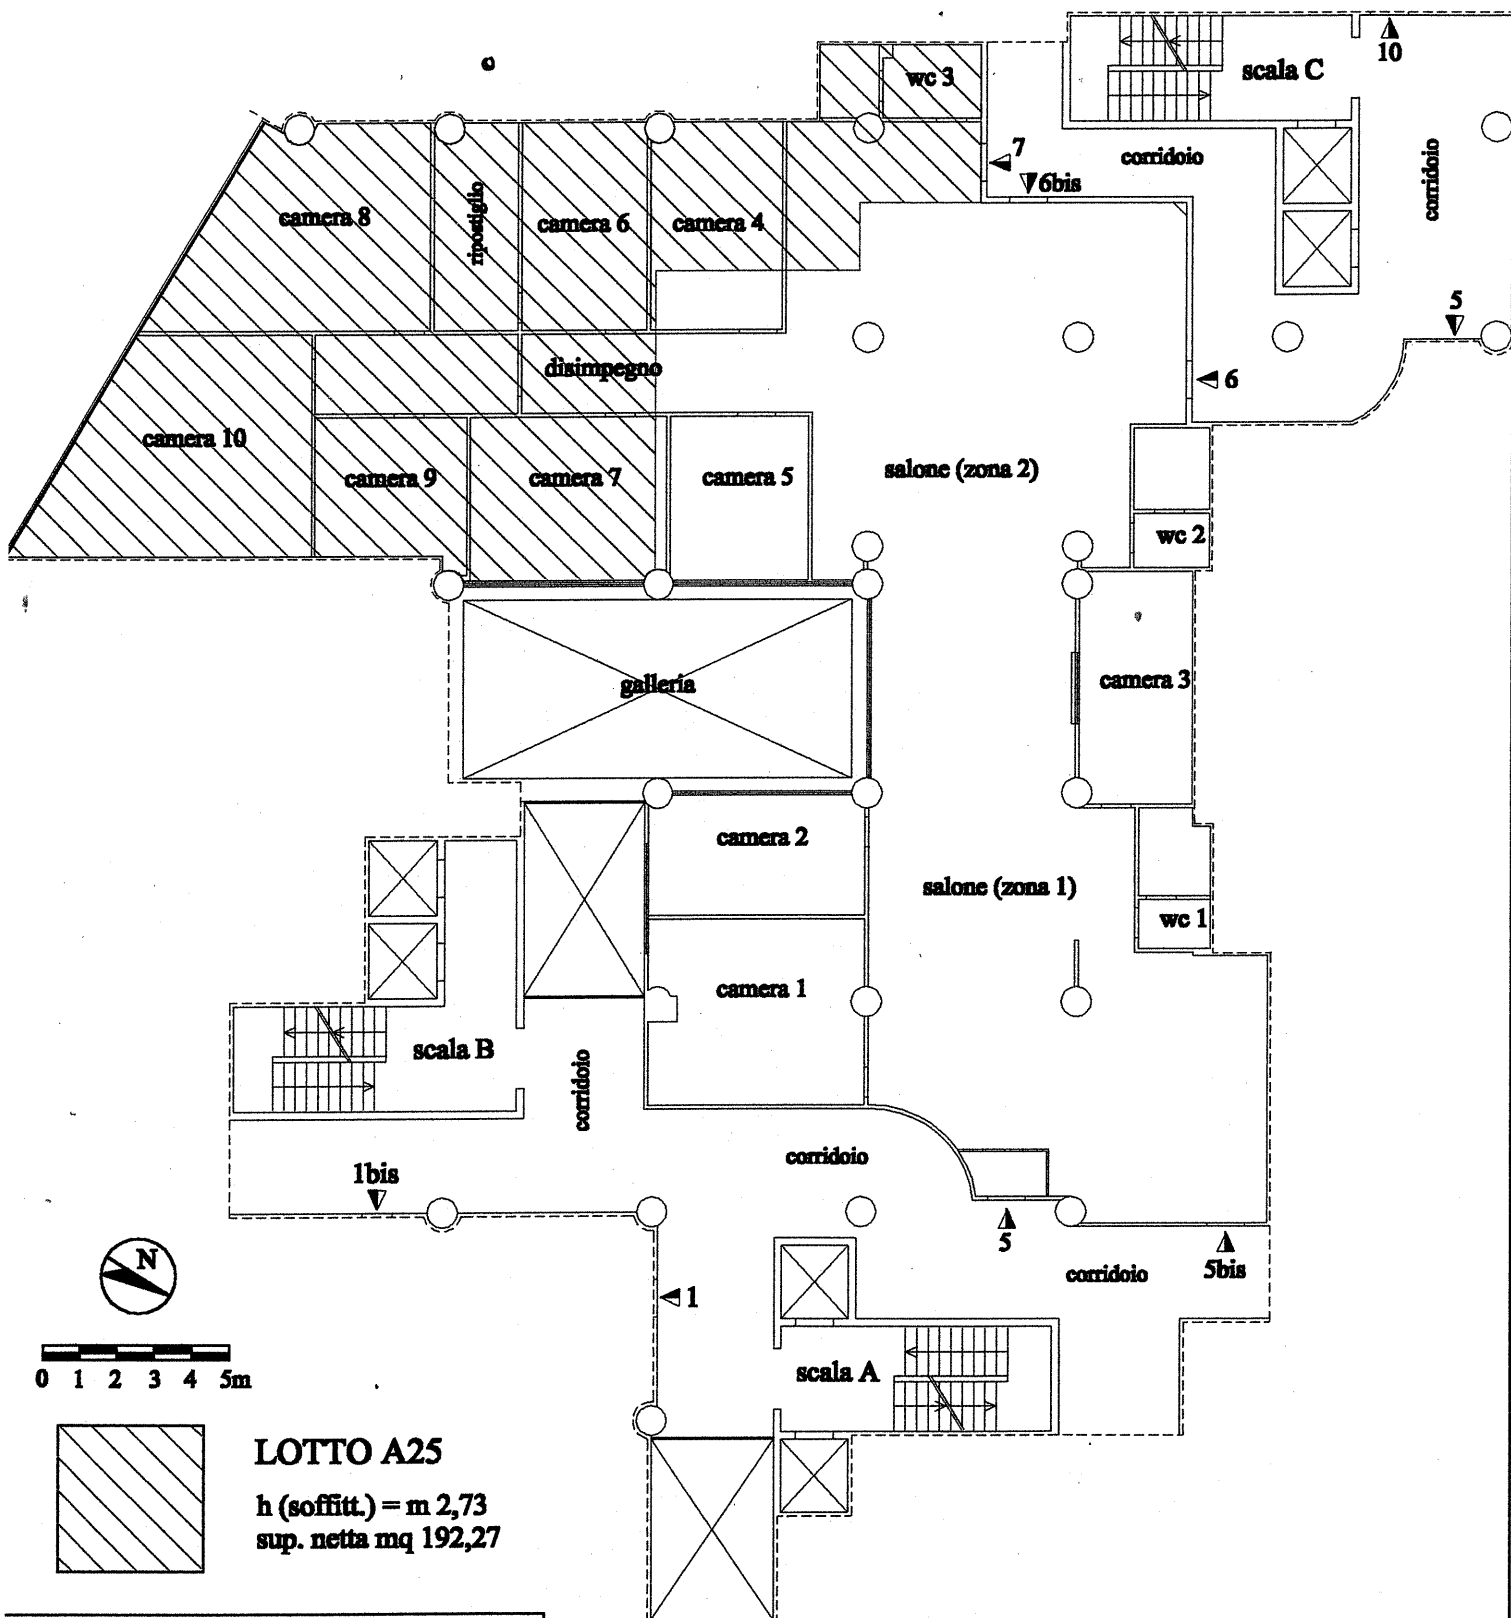 10
wc 3
scala C
7
corridoio
6bis
corridoio
camera 8
ripostiglio
camera 6
camera 4
5
disimpegno
6
camera 10
camera 9
camera 7
camera 5
salone (zona 2)
wc 2
galleria
camera 3
camera 2
salone (zona 1)
wc 1
camera 1
scala B
corridoio
corridoio
1bis
5
5bis
corridoio
N
1
0 1 2 3 4 5m
scala A
LOTTO A25
h (soffitt.) = m 2,73
sup. netta mq 192,27